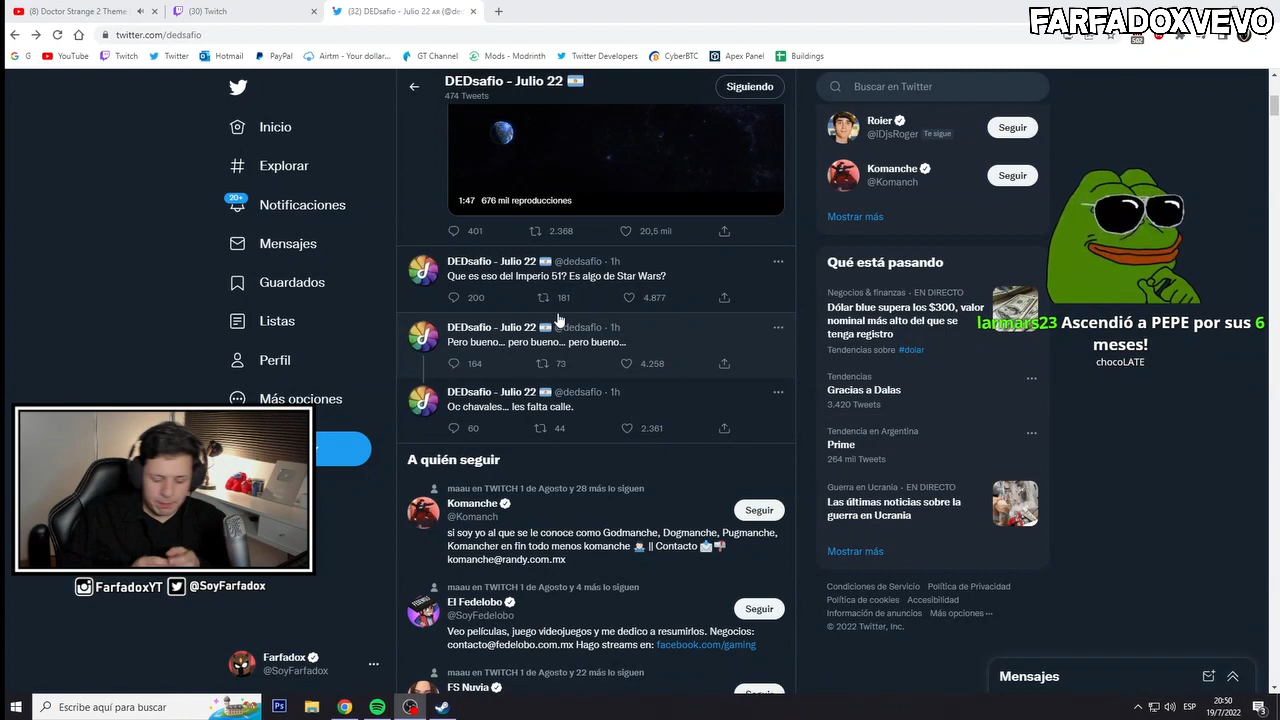 (8) Doctor Strange 2 Theme
(30) Twitch
(32) DEDsafio - Julio 22 AR (@de
FARFADOXVEVO
twitter.com/dedsafio
502
G
YouTube
Twitch
Twitter
Hotmail
PayPal
Airtm - Your dollar...
GT Channel
Mods - Modrinth
Twitter Developers
CyberBTC
Apex Panel
Buildings
Inicio
Explorar
20+
Notificaciones
Mensajes
Guardados
Listas
Perfil
Más opciones
FarfadoxYT
@SoyFarfadox
Farfadox
@SoyFarfadox
DEDsafio - Julio 22
474 Tweets
Siguiendo
1:47 676 mil reproducciones
401 2.368 20,5 mil
DEDsafio - Julio 22 @dedsafio · 1h
Que es eso del Imperio 51? Es algo de Star Wars?
200 181 4.877
DEDsafio - Julio 22 @dedsafio · 1h
Pero bueno... pero bueno... pero bueno...
164 73 4.258
DEDsafio - Julio 22 @dedsafio · 1h
Oc chavales... les falta calle.
60 44 2.361
A quién seguir
maau en TWITCH 1 de Agosto y 28 más lo siguen
Komanche
@Komanch
Seguir
si soy yo al que se le conoce como Godmanche, Dogmanche, Pugmanche,
Komancher en fin todo menos komanche || Contacto
komanche@randy.com.mx
maau en TWITCH 1 de Agosto y 4 más lo siguen
El Fedelobo
@SoyFedelobo
Seguir
Veo películas, juego videojuegos y me dedico a resumirlos. Negocios:
contacto@fedelobo.com.mx Hago streams en: facebook.com/gaming
maau en TWITCH 1 de Agosto y 22 más lo siguen
FS Nuvia
Seguir
Buscar en Twitter
Roier
@iDjsRoger Te sigue
Seguir
Komanche
@Komanch
Seguir
Mostrar más
Qué está pasando
Negocios & finanzas · EN DIRECTO
Dólar blue supera los $300, valor
nominal más alto del que se
tenga registro
Tendencias sobre #dolar
Tendencias
Gracias a Dalas
3.420 Tweets
Tendencia en Argentina
Prime
264 mil Tweets
Guerra en Ucrania · EN DIRECTO
Las últimas noticias sobre la
guerra en Ucrania
Mostrar más
Condiciones de Servicio Política de Privacidad
Política de cookies Accesibilidad
Información de anuncios Más opciones ···
© 2022 Twitter, Inc.
larmars23 Ascendió a PEPE por sus 6
meses!
chocoLATE
Mensajes
Escribe aquí para buscar
Ps
ESP
20:50
19/7/2022
3